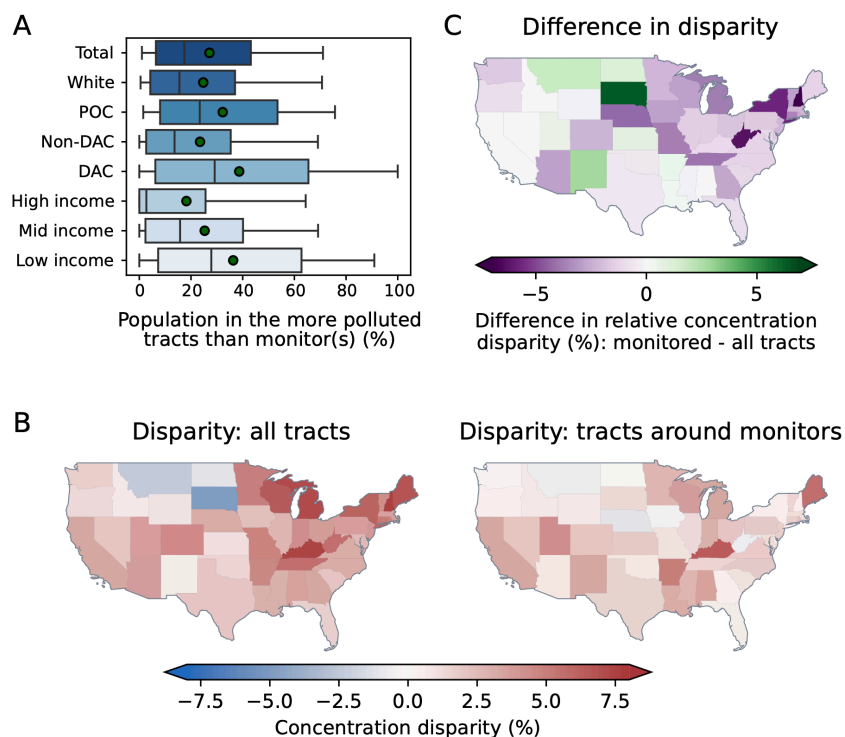 A
Total
White
POC
Non-DAC
DAC
High income
Mid income
Low income
0 20 40 60 80 100
Population in the more polluted
tracts than monitor(s) (%)
C
Difference in disparity
−5 0 5
Difference in relative concentration
disparity (%): monitored - all tracts
B
Disparity: all tracts
Disparity: tracts around monitors
−7.5 −5.0 −2.5 0.0 2.5 5.0 7.5
Concentration disparity (%)